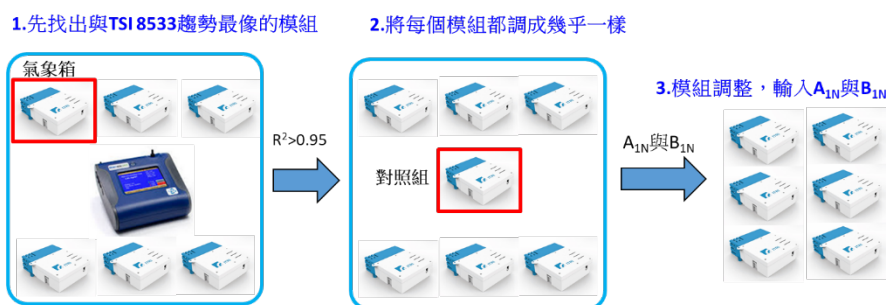 1.先找出與TSI 8533趨勢最像的模組
2.將每個模組都調成幾乎一樣
氣象箱
3.模組調整，輸入A1N與B1N
R²>0.95
A1N與B1N
對照組